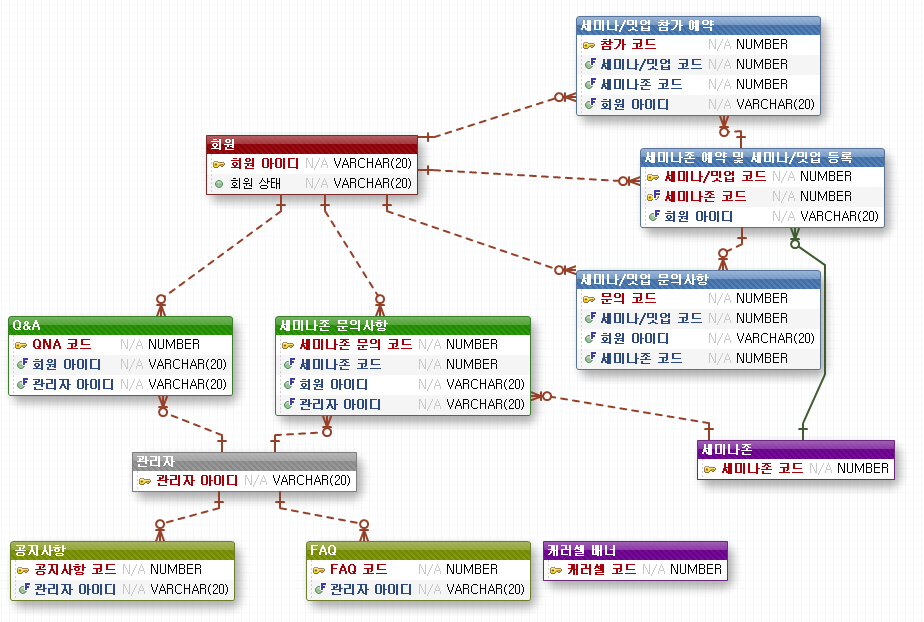 세미나/밋업 참가 예약
참가 코드 N/A NUMBER
세미나/밋업 코드 N/A NUMBER
세미나존 코드 N/A NUMBER
회원 아이디 N/A VARCHAR(20)
회원
회원 아이디 N/A VARCHAR(20)
회원 상태 N/A VARCHAR(20)
세미나존 예약 및 세미나/밋업 등록
세미나/밋업 코드 N/A NUMBER
세미나존 코드 N/A NUMBER
회원 아이디 N/A VARCHAR(20)
세미나/밋업 문의사항
문의 코드 N/A NUMBER
세미나/밋업 코드 N/A NUMBER
회원 아이디 N/A VARCHAR(20)
세미나존 코드 N/A NUMBER
Q&A
QNA 코드 N/A NUMBER
회원 아이디 N/A VARCHAR(20)
관리자 아이디 N/A VARCHAR(20)
세미나존 문의사항
세미나존 문의 코드 N/A NUMBER
세미나존 코드 N/A NUMBER
회원 아이디 N/A VARCHAR(20)
관리자 아이디 N/A VARCHAR(20)
세미나존
세미나존 코드 N/A NUMBER
관리자
관리자 아이디 N/A VARCHAR(20)
공지사항
공지사항 코드 N/A NUMBER
관리자 아이디 N/A VARCHAR(20)
FAQ
FAQ 코드 N/A NUMBER
관리자 아이디 N/A VARCHAR(20)
캐러셀 배너
캐러셀 코드 N/A NUMBER